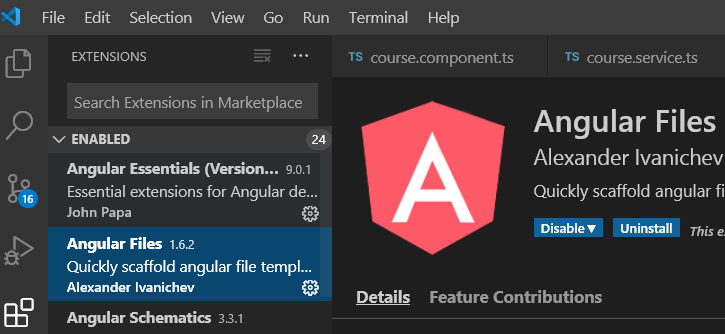 File Edit Selection View Go Run Terminal Help
EXTENSIONS
TS course.component.ts
TS course.service.ts
Search Extensions in Marketplace
ENABLED 24
Angular Essentials (Version... 9.0.1
Essential extensions for Angular de...
John Papa
Angular Files 1.6.2
Quickly scaffold angular file templ...
Alexander Ivanichev
Angular Schematics 3.3.1
16
A
Angular Files
Alexander Ivanichev
Quickly scaffold angular fi
Disable Uninstall This e
Details Feature Contributions